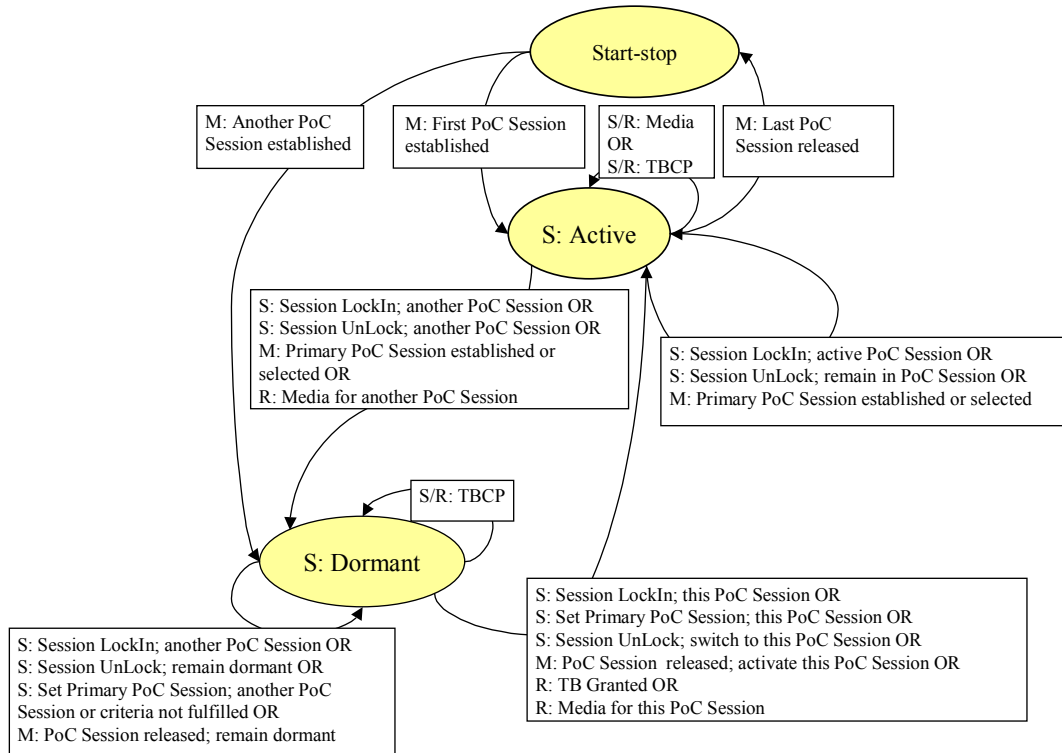 Start-stop
M: Another PoC
Session established
M: First PoC Session
established
S/R: Media
OR
S/R: TBCP
M: Last PoC
Session released
S: Active
S: Session LockIn; another PoC Session OR
S: Session UnLock; another PoC Session OR
M: Primary PoC Session established or
selected OR
R: Media for another PoC Session
S: Session LockIn; active PoC Session OR
S: Session UnLock; remain in PoC Session OR
M: Primary PoC Session established or selected
S/R: TBCP
S: Dormant
S: Session LockIn; another PoC Session OR
S: Session UnLock; remain dormant OR
S: Set Primary PoC Session; another PoC
Session or criteria not fulfilled OR
M: PoC Session released; remain dormant
S: Session LockIn; this PoC Session OR
S: Set Primary PoC Session; this PoC Session OR
S: Session UnLock; switch to this PoC Session OR
M: PoC Session released; activate this PoC Session OR
R: TB Granted OR
R: Media for this PoC Session